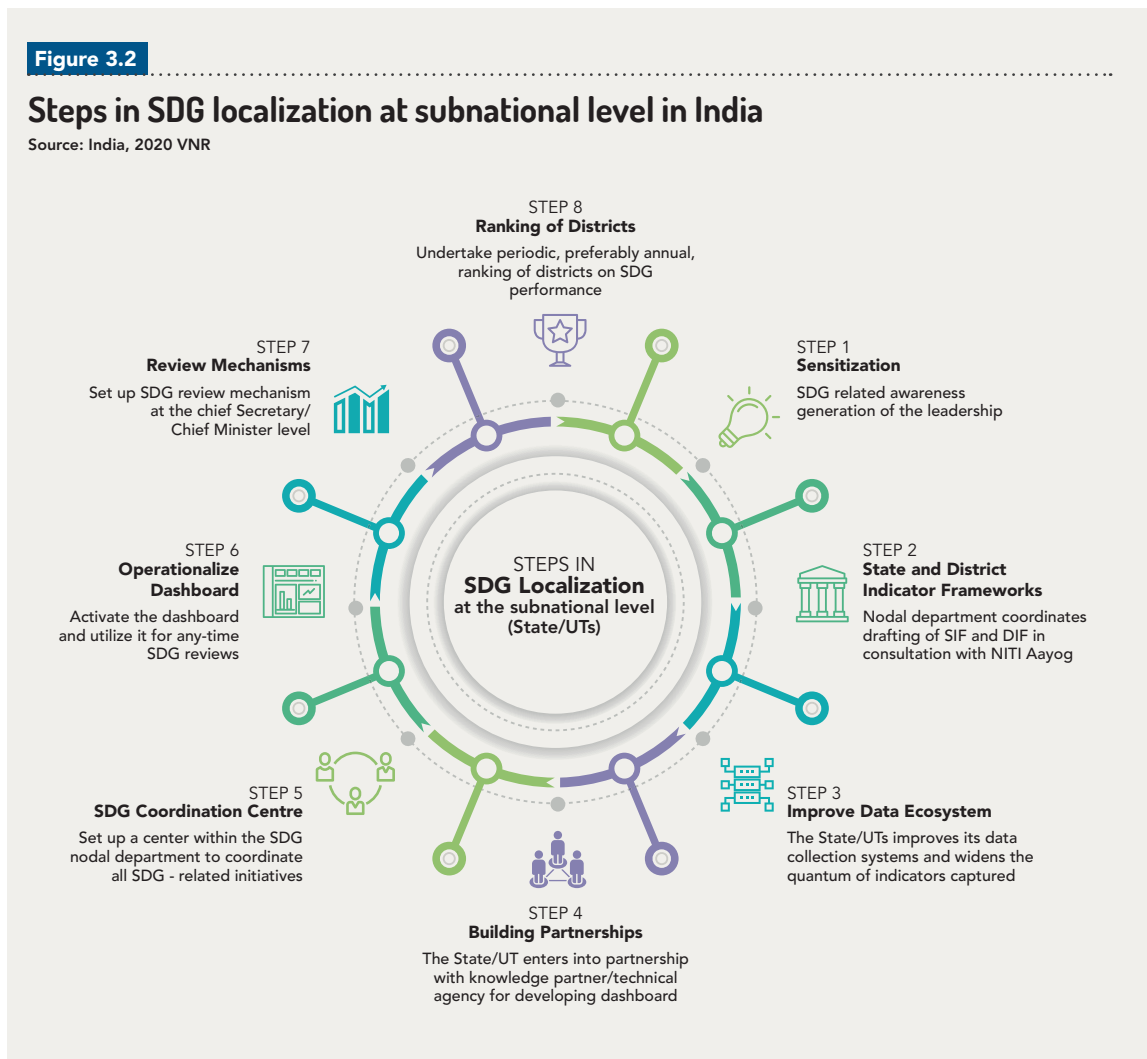 Figure 3.2
Steps in SDG localization at subnational level in India
Source: India, 2020 VNR
STEP 8
Ranking of Districts
Undertake periodic, preferably annual,
ranking of districts on SDG
performance
STEP 7
Review Mechanisms
Set up SDG review mechanism
at the chief Secretary/
Chief Minister level
STEP 1
Sensitization
SDG related awareness
generation of the leadership
STEP 6
Operationalize
Dashboard
Activate the dashboard
and utilize it for any-time
SDG reviews
STEPS IN
SDG Localization
at the subnational level
(State/UTs)
STEP 2
State and District
Indicator Frameworks
Nodal department coordinates
drafting of SIF and DIF in
consultation with NITI Aayog
STEP 5
SDG Coordination Centre
Set up a center within the SDG
nodal department to coordinate
all SDG - related initiatives
STEP 3
Improve Data Ecosystem
The State/UTs improves its data
collection systems and widens the
quantum of indicators captured
STEP 4
Building Partnerships
The State/UT enters into partnership
with knowledge partner/technical
agency for developing dashboard